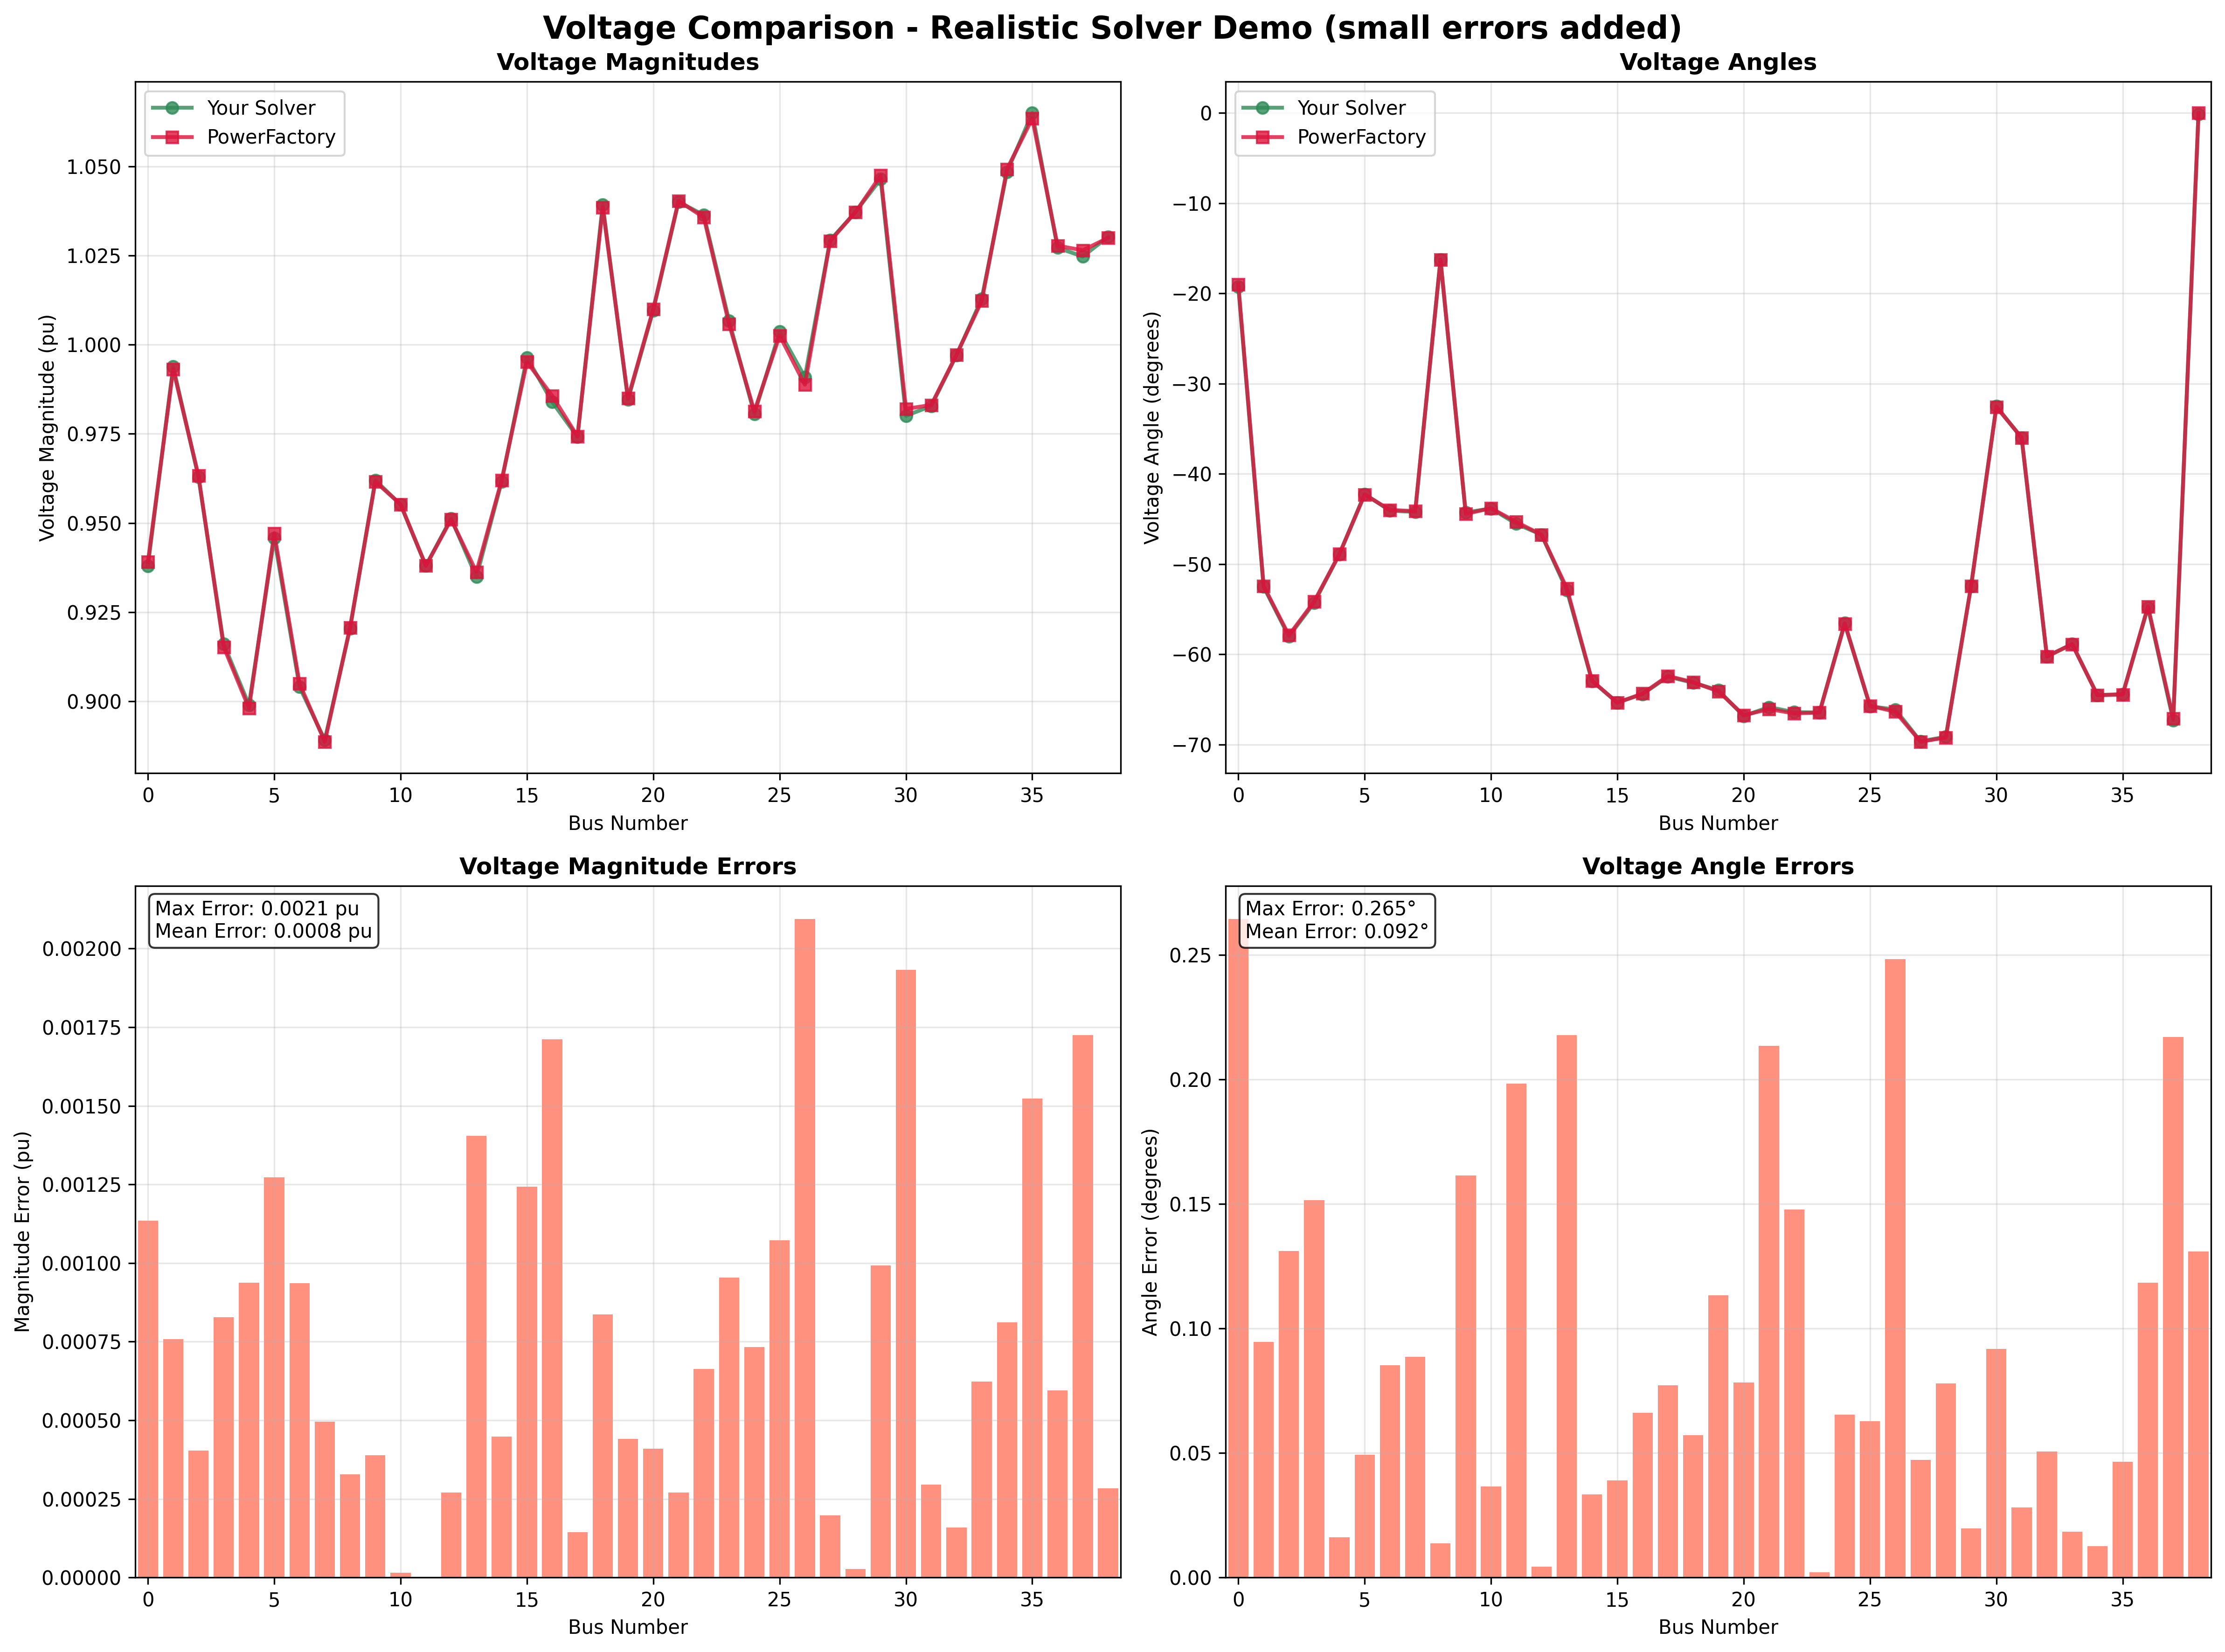 Voltage Comparison - Realistic Solver Demo (small errors added)
Voltage Magnitudes
Your Solver
PowerFactory
Voltage Magnitude (pu)
1.050
1.025
1.000
0.975
0.950
0.925
0.900
0 5 10 15 20 25 30 35
Bus Number
Voltage Angles
Your Solver
PowerFactory
Voltage Angle (degrees)
0
−10
−20
−30
−40
−50
−60
−70
0 5 10 15 20 25 30 35
Bus Number
Voltage Magnitude Errors
Max Error: 0.0021 pu
Mean Error: 0.0008 pu
Magnitude Error (pu)
0.00200
0.00175
0.00150
0.00125
0.00100
0.00075
0.00050
0.00025
0.00000
0 5 10 15 20 25 30 35
Bus Number
Voltage Angle Errors
Max Error: 0.265°
Mean Error: 0.092°
Angle Error (degrees)
0.25
0.20
0.15
0.10
0.05
0.00
0 5 10 15 20 25 30 35
Bus Number